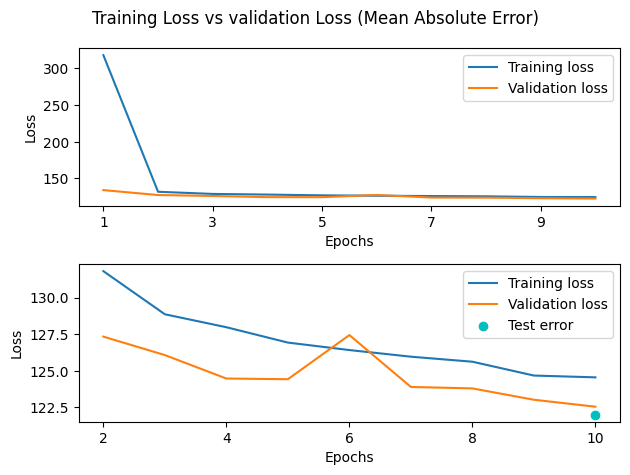 Training Loss vs validation Loss (Mean Absolute Error)
300
250
200
150
Loss
Training loss
Validation loss
1 3 5 7 9
Epochs
130.0
127.5
125.0
122.5
Loss
Training loss
Validation loss
Test error
2 4 6 8 10
Epochs